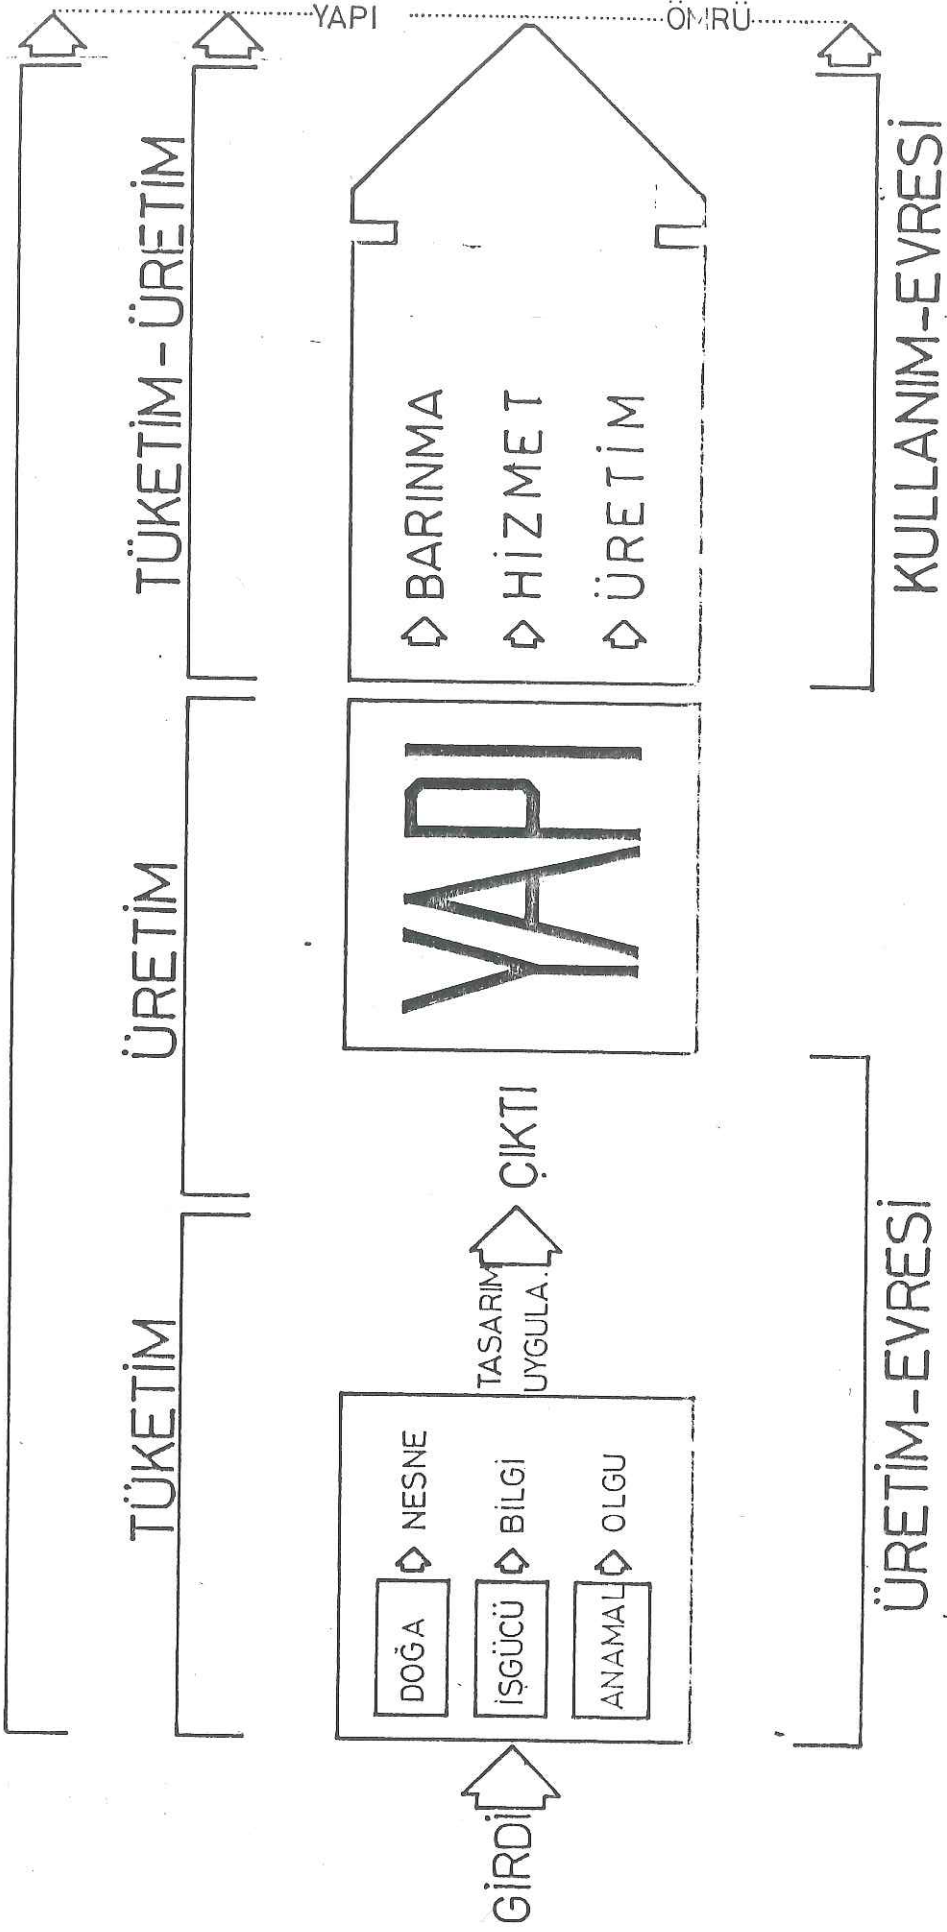 YAPI ÖMRÜ
TÜKETİM
ÜRETİM
TÜKETİM-ÜRETİM
GİRDİ
DOĞA
NESNE
İŞGÜCÜ
BİLGİ
ANAMAL
OLGU
TASARIM
UYGULA..
ÇIKTI
YAPI
BARINMA
HİZMET
ÜRETİM
ÜRETİM-EVRESİ
KULLANIM-EVRESİ